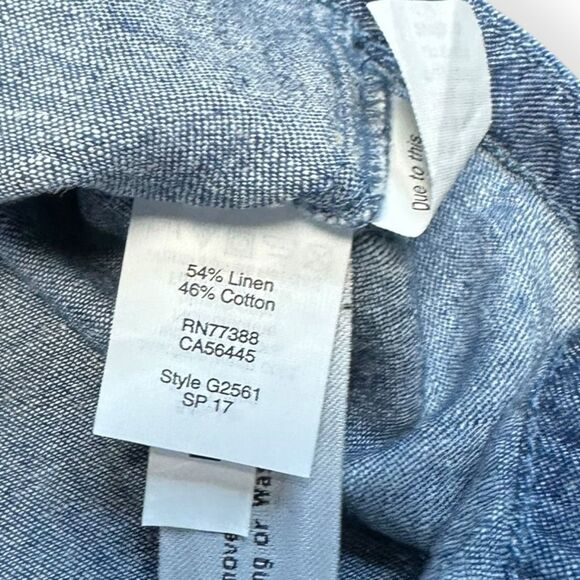 Due to this
54% Linen
46% Cotton
RN77388
CA56445
Style G2561
SP 17